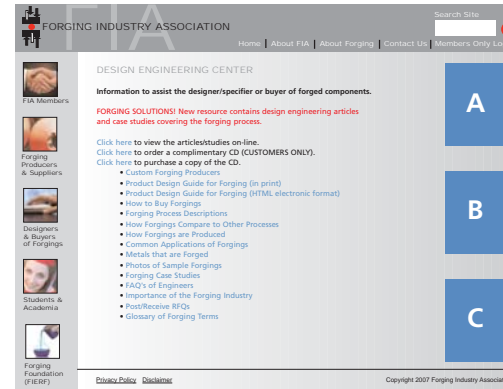 Search Site
FIA
FORGING INDUSTRY ASSOCIATION
Home | About FIA | About Forging | Contact Us | Members Only Lo
FIA Members
Forging
Producers
& Suppliers
Designers
& Buyers
of Forgings
Students &
Academia
Forging
Foundation
(FIERF)
DESIGN ENGINEERING CENTER
Information to assist the designer/specifier or buyer of forged components.
FORGING SOLUTIONS! New resource contains design engineering articles
and case studies covering the forging process.
Click here to view the articles/studies on-line.
Click here to order a complimentary CD (CUSTOMERS ONLY).
Click here to purchase a copy of the CD.
• Custom Forging Producers
• Product Design Guide for Forging (in print)
• Product Design Guide for Forging (HTML electronic format)
• How to Buy Forgings
• Forging Process Descriptions
• How Forgings Compare to Other Processes
• How Forgings are Produced
• Common Applications of Forgings
• Metals that are Forged
• Photos of Sample Forgings
• Forging Case Studies
• FAQ's of Engineers
• Importance of the Forging Industry
• Post/Receive RFQs
• Glossary of Forging Terms
A
B
C
Privacy Policy Disclaimer
Copyright 2007 Forging Industry Associat